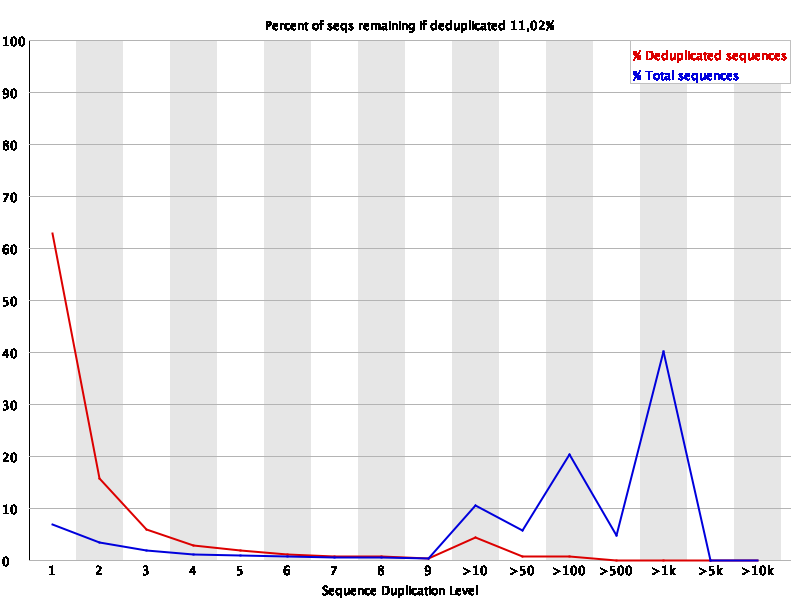 Percent of seqs remaining if deduplicated 11,02%
% Deduplicated sequences
% Total sequences
100
90
80
70
60
50
40
30
20
10
0
1 2 3 4 5 6 7 8 9 >10 >50 >100 >500 >1k >5k >10k
Sequence Duplication Level